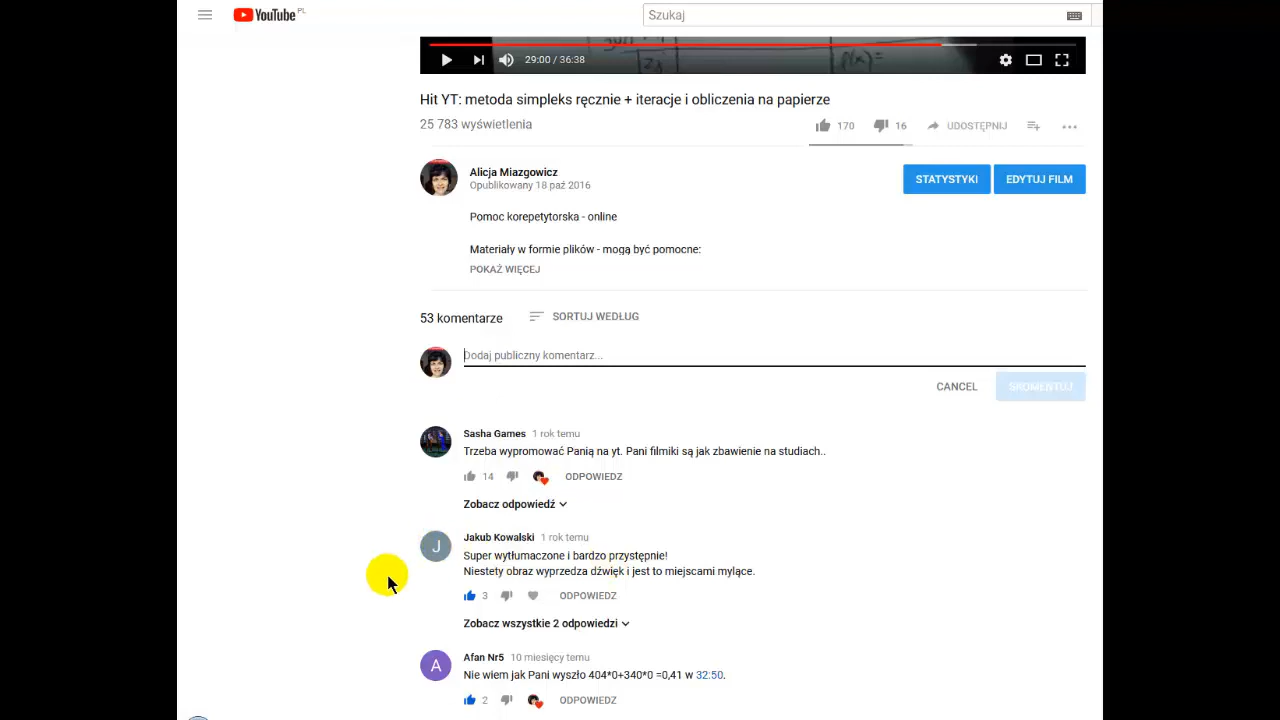 YouTube PL
Szukaj
29:00 / 36:38
Hit YT: metoda simpleks ręcznie + iteracje i obliczenia na papierze
25 783 wyświetlenia
170
16
UDOSTĘPNIJ
Alicja Miazgowicz
Opublikowany 18 paź 2016
STATYSTYKI
EDYTUJ FILM
Pomoc korepetytorska - online
Materiały w formie plików - mogą być pomocne:
POKAŻ WIĘCEJ
53 komentarze
SORTUJ WEDŁUG
Dodaj publiczny komentarz...
CANCEL
SKOMENTUJ
Sasha Games 1 rok temu
Trzeba wypromować Panią na yt. Pani filmiki są jak zbawienie na studiach..
14
ODPOWIEDZ
Zobacz odpowiedź
J
Jakub Kowalski 1 rok temu
Super wytłumaczone i bardzo przystępnie!
Niestety obraz wyprzedza dźwięk i jest to miejscami mylące.
3
ODPOWIEDZ
Zobacz wszystkie 2 odpowiedzi
A
Afan Nr5 10 miesięcy temu
Nie wiem jak Pani wyszło 404*0+340*0 =0,41 w 32:50.
2
ODPOWIEDZ